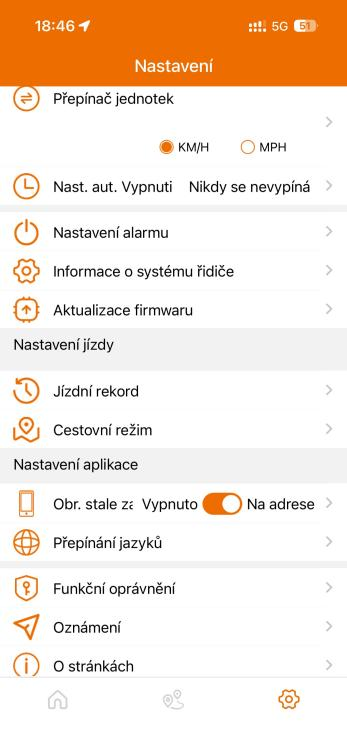 18:46 5G 51
Nastavení
Přepínač jednotek
KM/H MPH
Nast. aut. Vypnuti Nikdy se nevypíná
Nastavení alarmu
Informace o systému řidiče
Aktualizace firmwaru
Nastavení jízdy
Jízdní rekord
Cestovní režim
Nastavení aplikace
Obr. stale za Vypnuto Na adrese
Přepínání jazyků
Funkční oprávnění
Oznámení
O stránkách